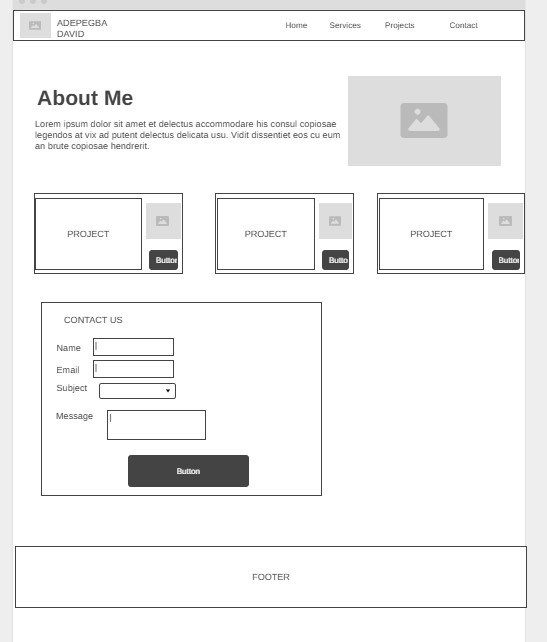 ADEPEGBA
DAVID
Home Services Projects Contact
About Me
Lorem ipsum dolor sit amet et delectus accommodare his consul copiosae
legendos at vix ad putent delectus delicata usu. Vidit dissentiet eos cu eum
an brute copiosae hendrerit.
PROJECT
Button
PROJECT
Butto
PROJECT
Button
CONTACT US
Name
Email
Subject
Message
Button
FOOTER